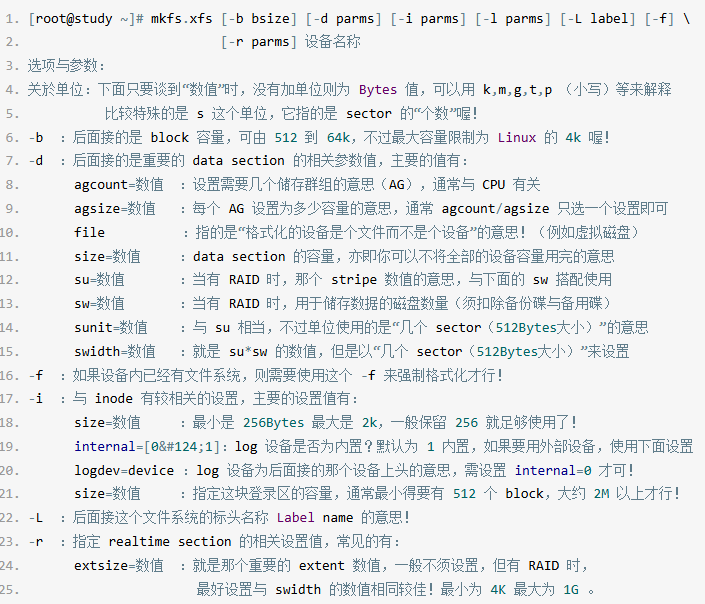 1. [root@study ~]# mkfs.xfs [-b bsize] [-d parms] [-i parms] [-l parms] [-L label] [-f] \
2. [-r parms] 设备名称
3. 选项与参数：
4. 关於单位：下面只要谈到“数值”时，没有加单位则为 Bytes 值，可以用 k,m,g,t,p （小写）等来解释
5. 比较特殊的是 s 这个单位，它指的是 sector 的“个数”喔！
6. -b ：后面接的是 block 容量，可由 512 到 64k，不过最大容量限制为 Linux 的 4k 喔！
7. -d ：后面接的是重要的 data section 的相关参数值，主要的值有：
8. agcount=数值 ：设置需要几个储存群组的意思（AG），通常与 CPU 有关
9. agsize=数值 ：每个 AG 设置为多少容量的意思，通常 agcount/agsize 只选一个设置即可
10. file ：指的是“格式化的设备是个文件而不是个设备”的意思！（例如虚拟磁盘）
11. size=数值 ：data section 的容量，亦即你可以不将全部的设备容量用完的意思
12. su=数值 ：当有 RAID 时，那个 stripe 数值的意思，与下面的 sw 搭配使用
13. sw=数值 ：当有 RAID 时，用于储存数据的磁盘数量（须扣除备份碟与备用碟）
14. sunit=数值 ：与 su 相当，不过单位使用的是“几个 sector（512Bytes大小）”的意思
15. swidth=数值 ：就是 su*sw 的数值，但是以“几个 sector（512Bytes大小）”来设置
16. -f ：如果设备内已经有文件系统，则需要使用这个 -f 来强制格式化才行！
17. -i ：与 inode 有较相关的设置，主要的设置值有：
18. size=数值 ：最小是 256Bytes 最大是 2k，一般保留 256 就足够使用了！
19. internal=[0&#124;1]：log 设备是否为内置？默认为 1 内置，如果要用外部设备，使用下面设置
20. logdev=device ：log 设备为后面接的那个设备上头的意思，需设置 internal=0 才可！
21. size=数值 ：指定这块登录区的容量，通常最小得要有 512 个 block，大约 2M 以上才行！
22. -L ：后面接这个文件系统的标头名称 Label name 的意思！
23. -r ：指定 realtime section 的相关设置值，常见的有：
24. extsize=数值 ：就是那个重要的 extent 数值，一般不须设置，但有 RAID 时，
25. 最好设置与 swidth 的数值相同较佳！最小为 4K 最大为 1G 。